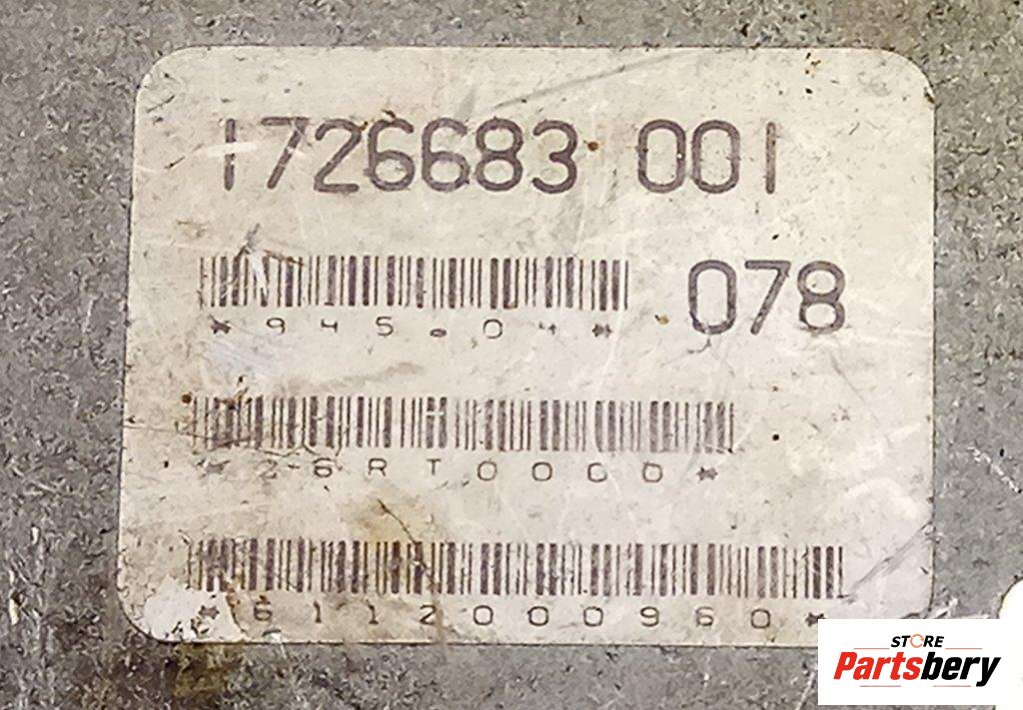 1726683 001
*945.04*
078
*26RT0000*
*6112000960*
STORE
Partsbery